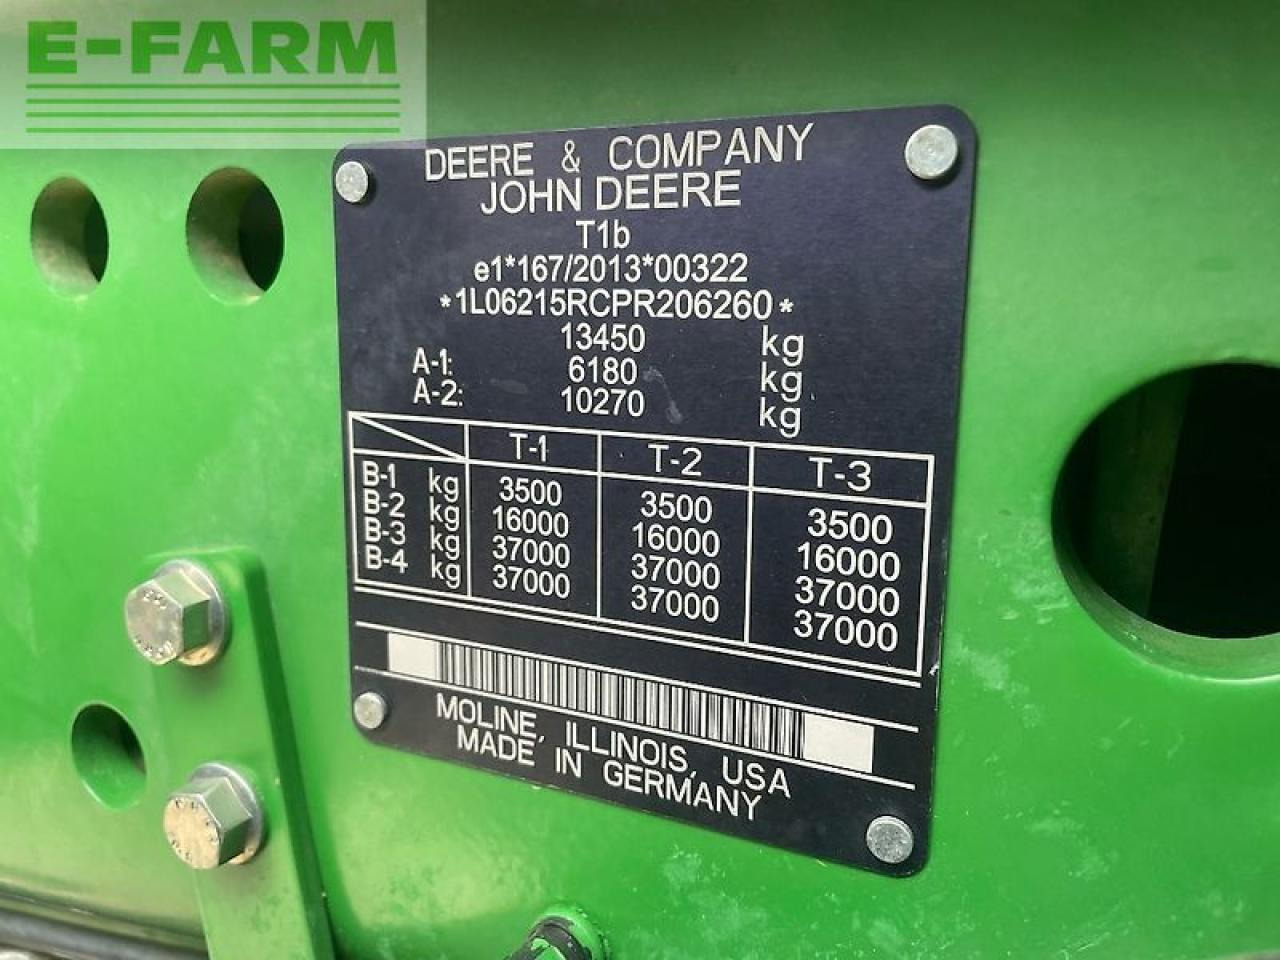 E-FARM
DEERE & COMPANY
JOHN DEERE
T1b
e1*167/2013*00322
*1L06215RCPR206260*
13450 kg
A-1: 6180 kg
A-2: 10270 kg
T-1 T-2 T-3
B-1 kg 3500 3500 3500
B-2 kg 16000 16000 16000
B-3 kg 37000 37000 37000
B-4 kg 37000 37000 37000
MOLINE, ILLINOIS, USA
MADE IN GERMANY